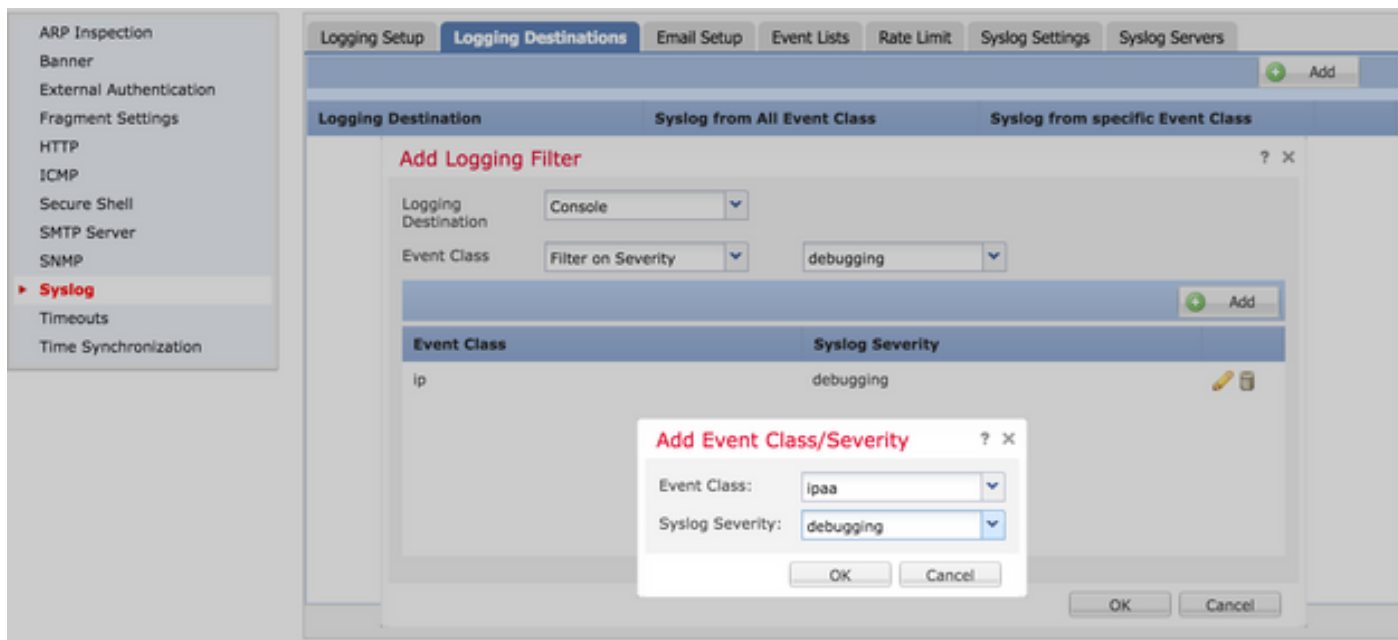 ARP Inspection
Banner
External Authentication
Fragment Settings
HTTP
ICMP
Secure Shell
SMTP Server
SNMP
Syslog
Timeouts
Time Synchronization
Logging Setup Logging Destinations Email Setup Event Lists Rate Limit Syslog Settings Syslog Servers
Add
Logging Destination Syslog from All Event Class Syslog from specific Event Class
Add Logging Filter ? ×
Logging
Destination
Console
Event Class Filter on Severity debugging
Add
Event Class Syslog Severity
ip debugging
Add Event Class/Severity ? ×
Event Class: ipaa
Syslog Severity: debugging
OK Cancel
OK Cancel